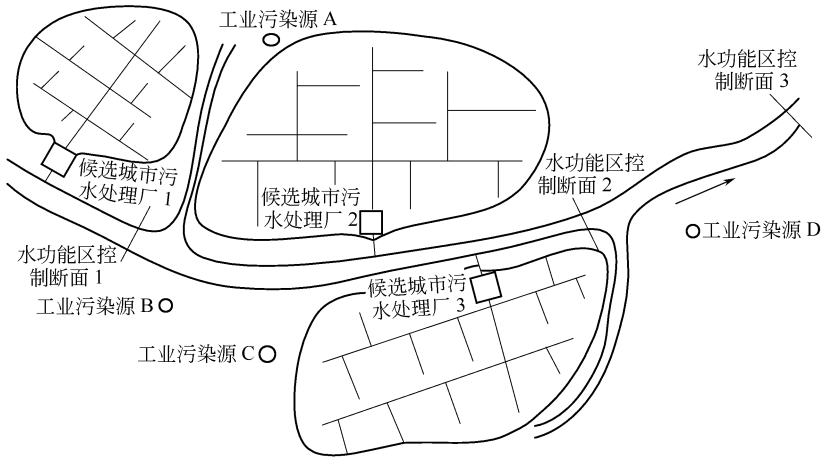 工业污染源 A
水功能区控
制断面 3
候选城市污
水处理厂 1
水功能区控
制断面 2
候选城市污
水处理厂 2
工业污染源 D
水功能区控
制断面 1
候选城市污
水处理厂 3
工业污染源 B
工业污染源 C